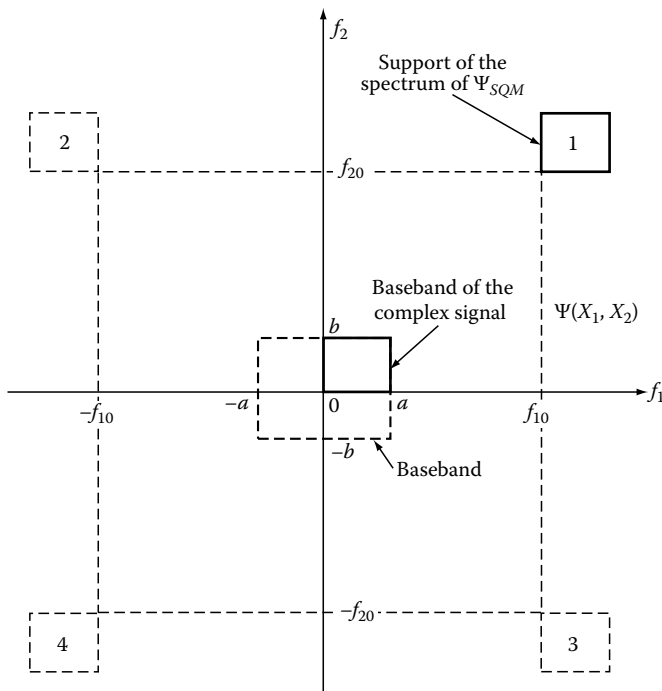 f₂
Support of the
spectrum of Ψ_SQM
2
1
f₂₀
Baseband of the
complex signal
Ψ(X₁, X₂)
b
f₁
−a
0
a
−f₁₀
f₁₀
−b
Baseband
−f₂₀
4
3